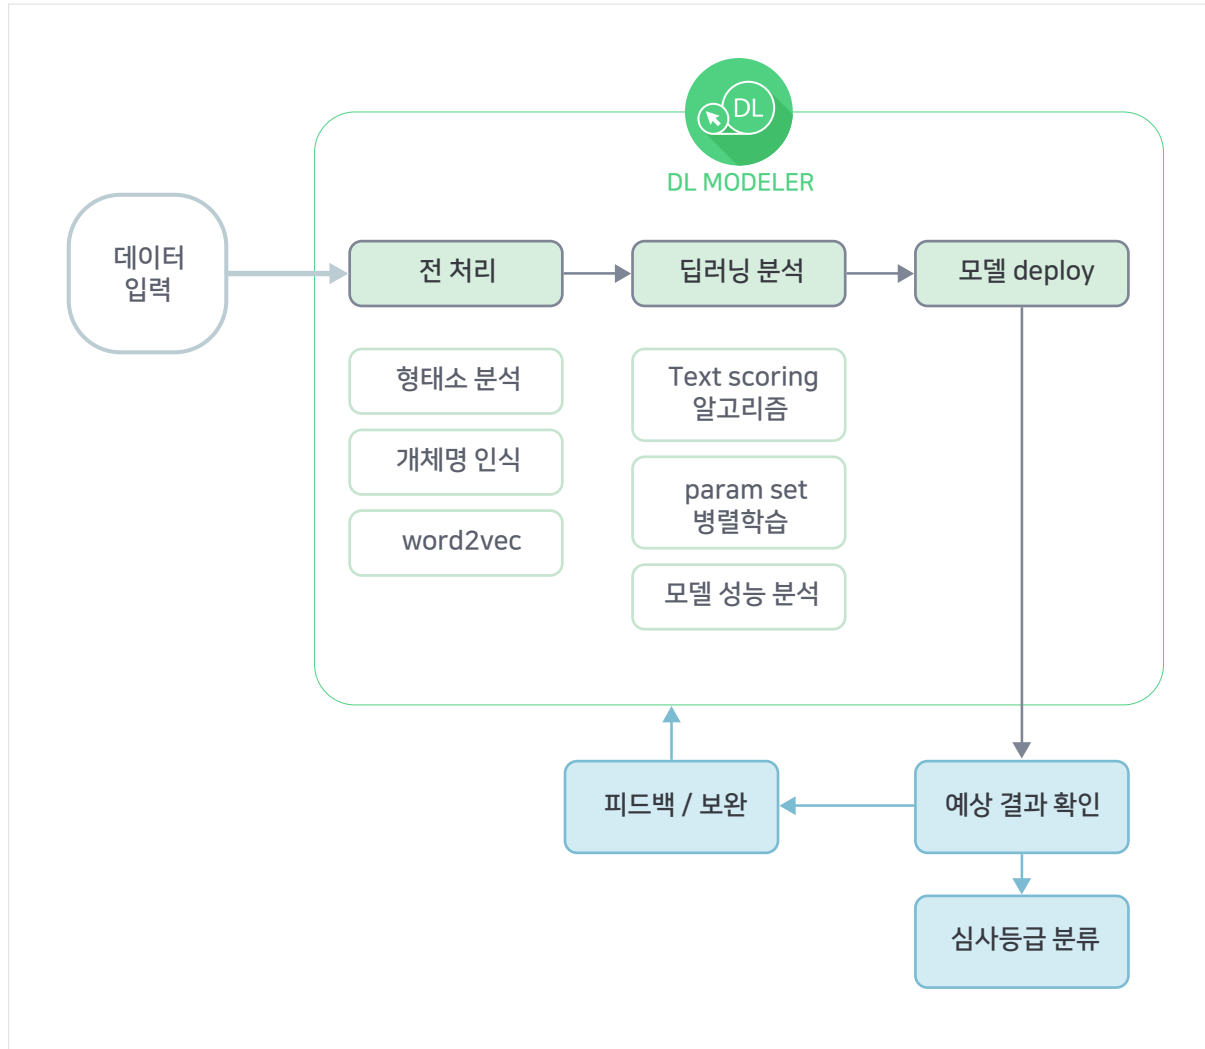 DL
DL MODELER
데이터
입력
전 처리
딥러닝 분석
모델 deploy
형태소 분석
개체명 인식
word2vec
Text scoring
알고리즘
param set
병렬학습
모델 성능 분석
피드백 / 보완
예상 결과 확인
심사등급 분류